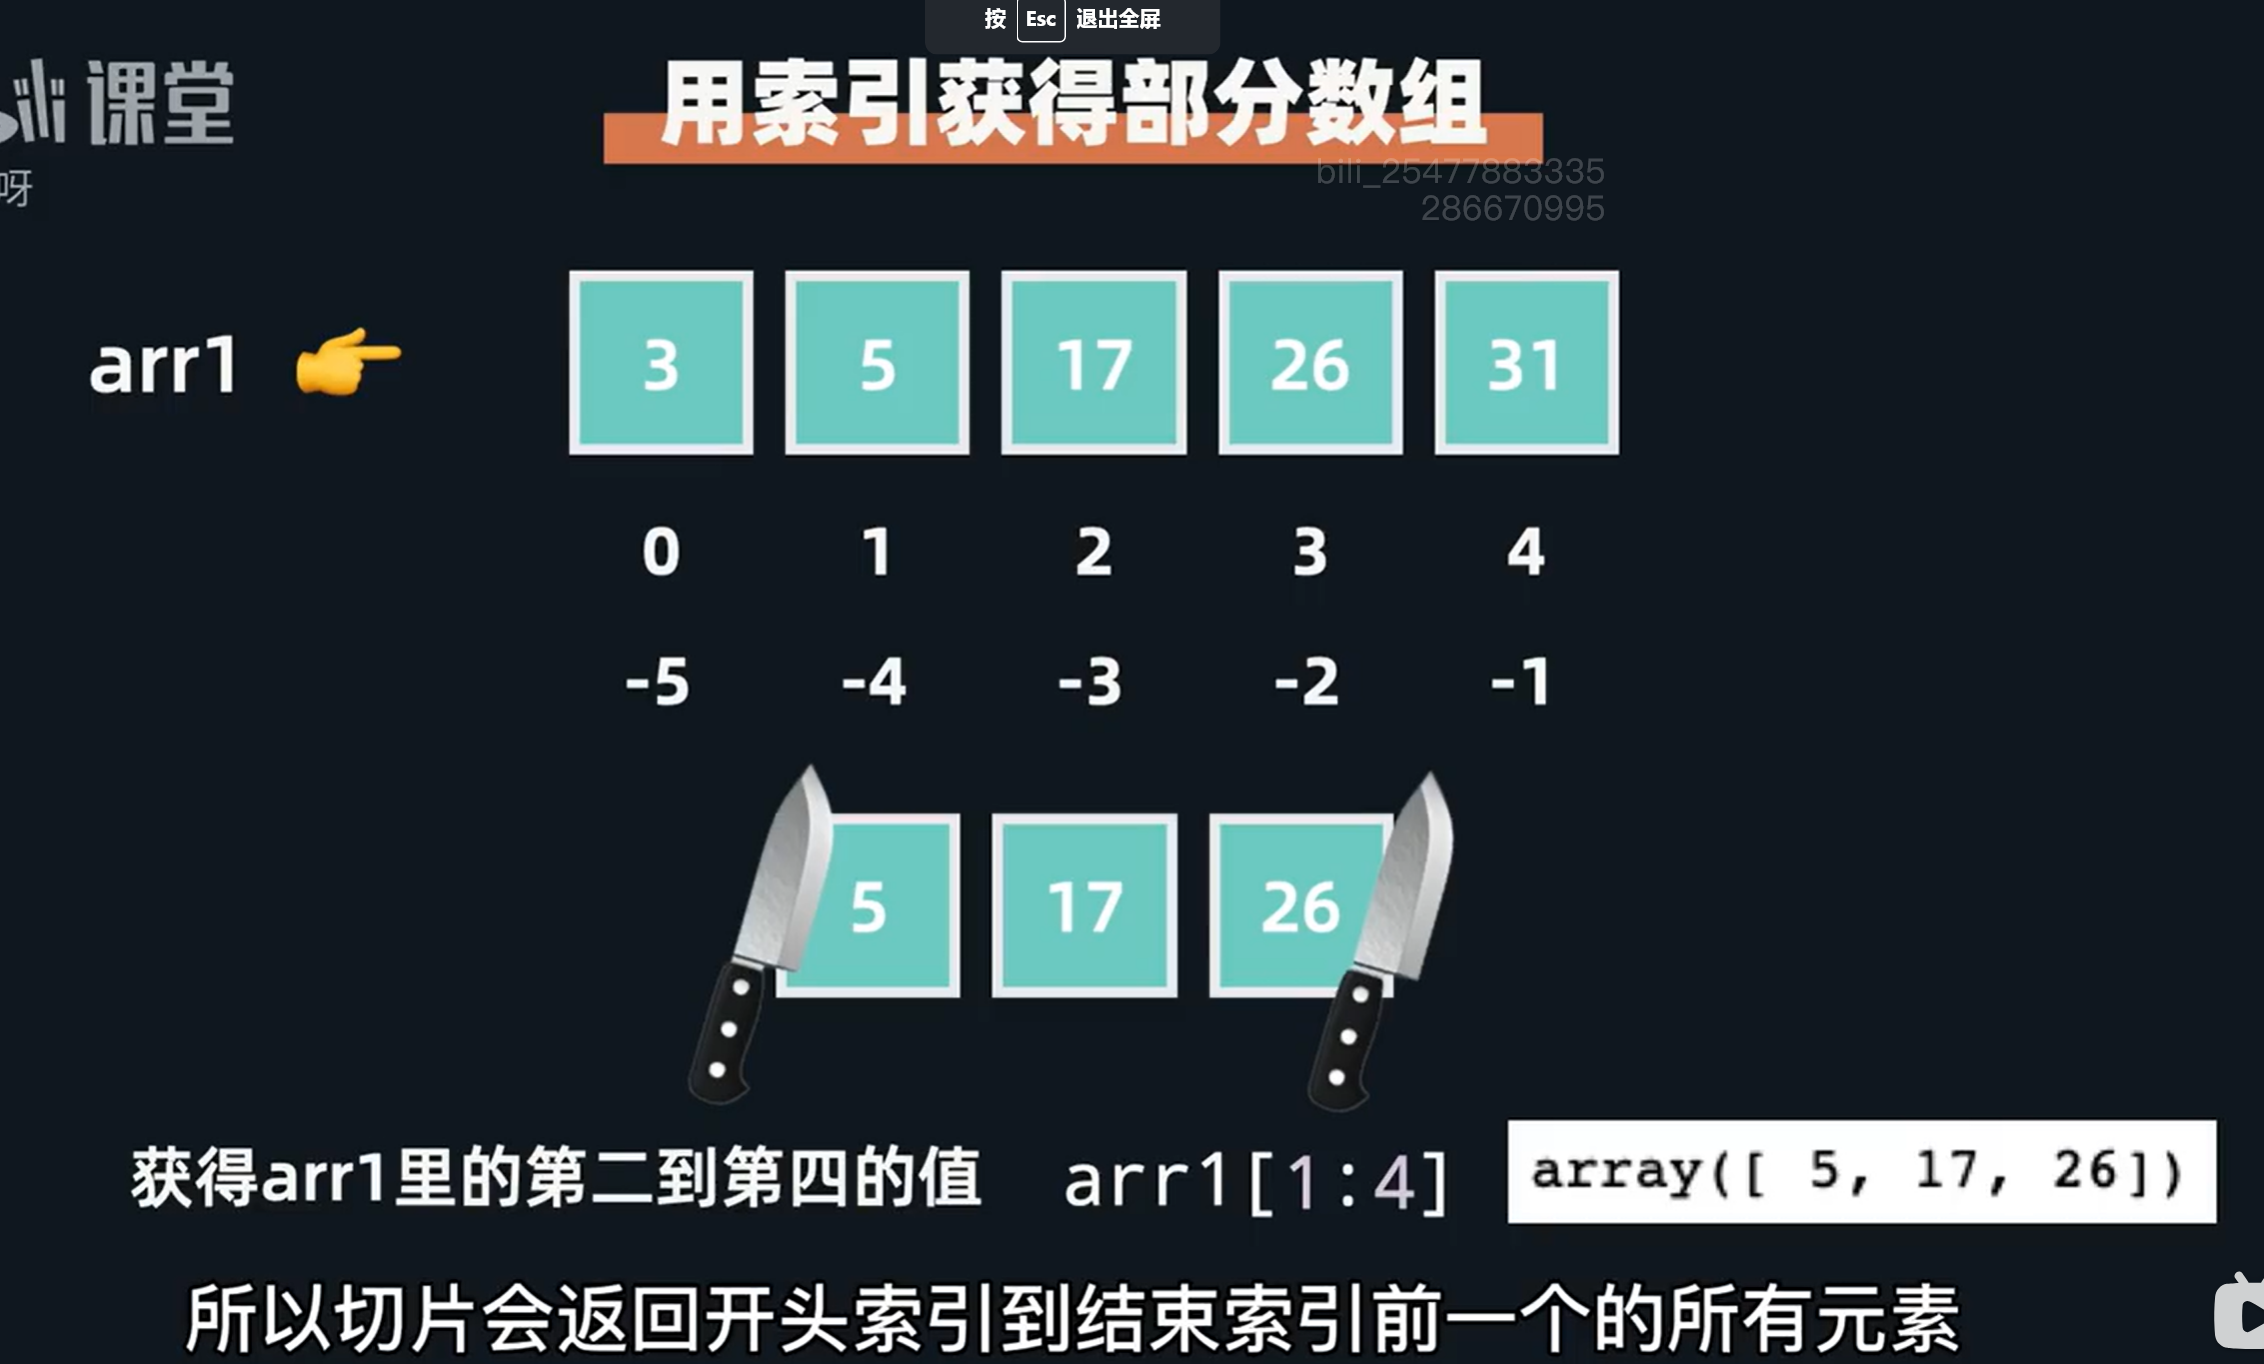 按 Esc 退出全屏
课堂
呀
用索引获得部分数组
bili_25477883335
286670995
arr1
3 5 17 26 31
0 1 2 3 4
-5 -4 -3 -2 -1
5 17 26
获得arr1里的第二到第四的值 arr1[1:4] array([ 5, 17, 26])
所以切片会返回开头索引到结束索引前一个的所有元素